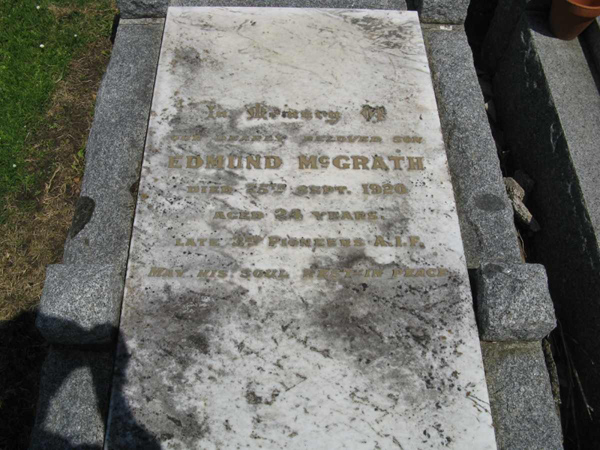 In Memory of
our dearly beloved son
EDMUND McGRATH
DIED 25TH SEPT. 1920
AGED 24 YEARS
LATE 2D PIONEERS A.I.F.
MAY HIS SOUL REST IN PEACE